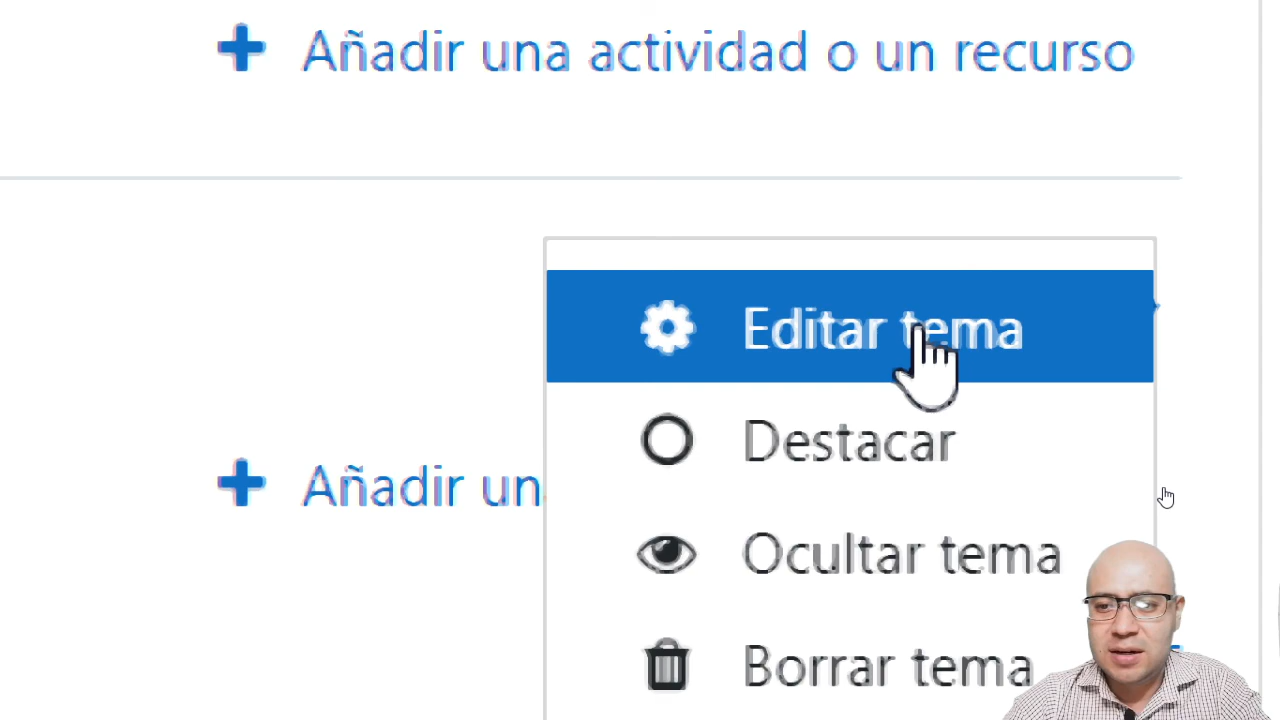 Añadir una actividad o un recurso
Editar tema
Destacar
Añadir un
Ocultar tema
Borrar tema